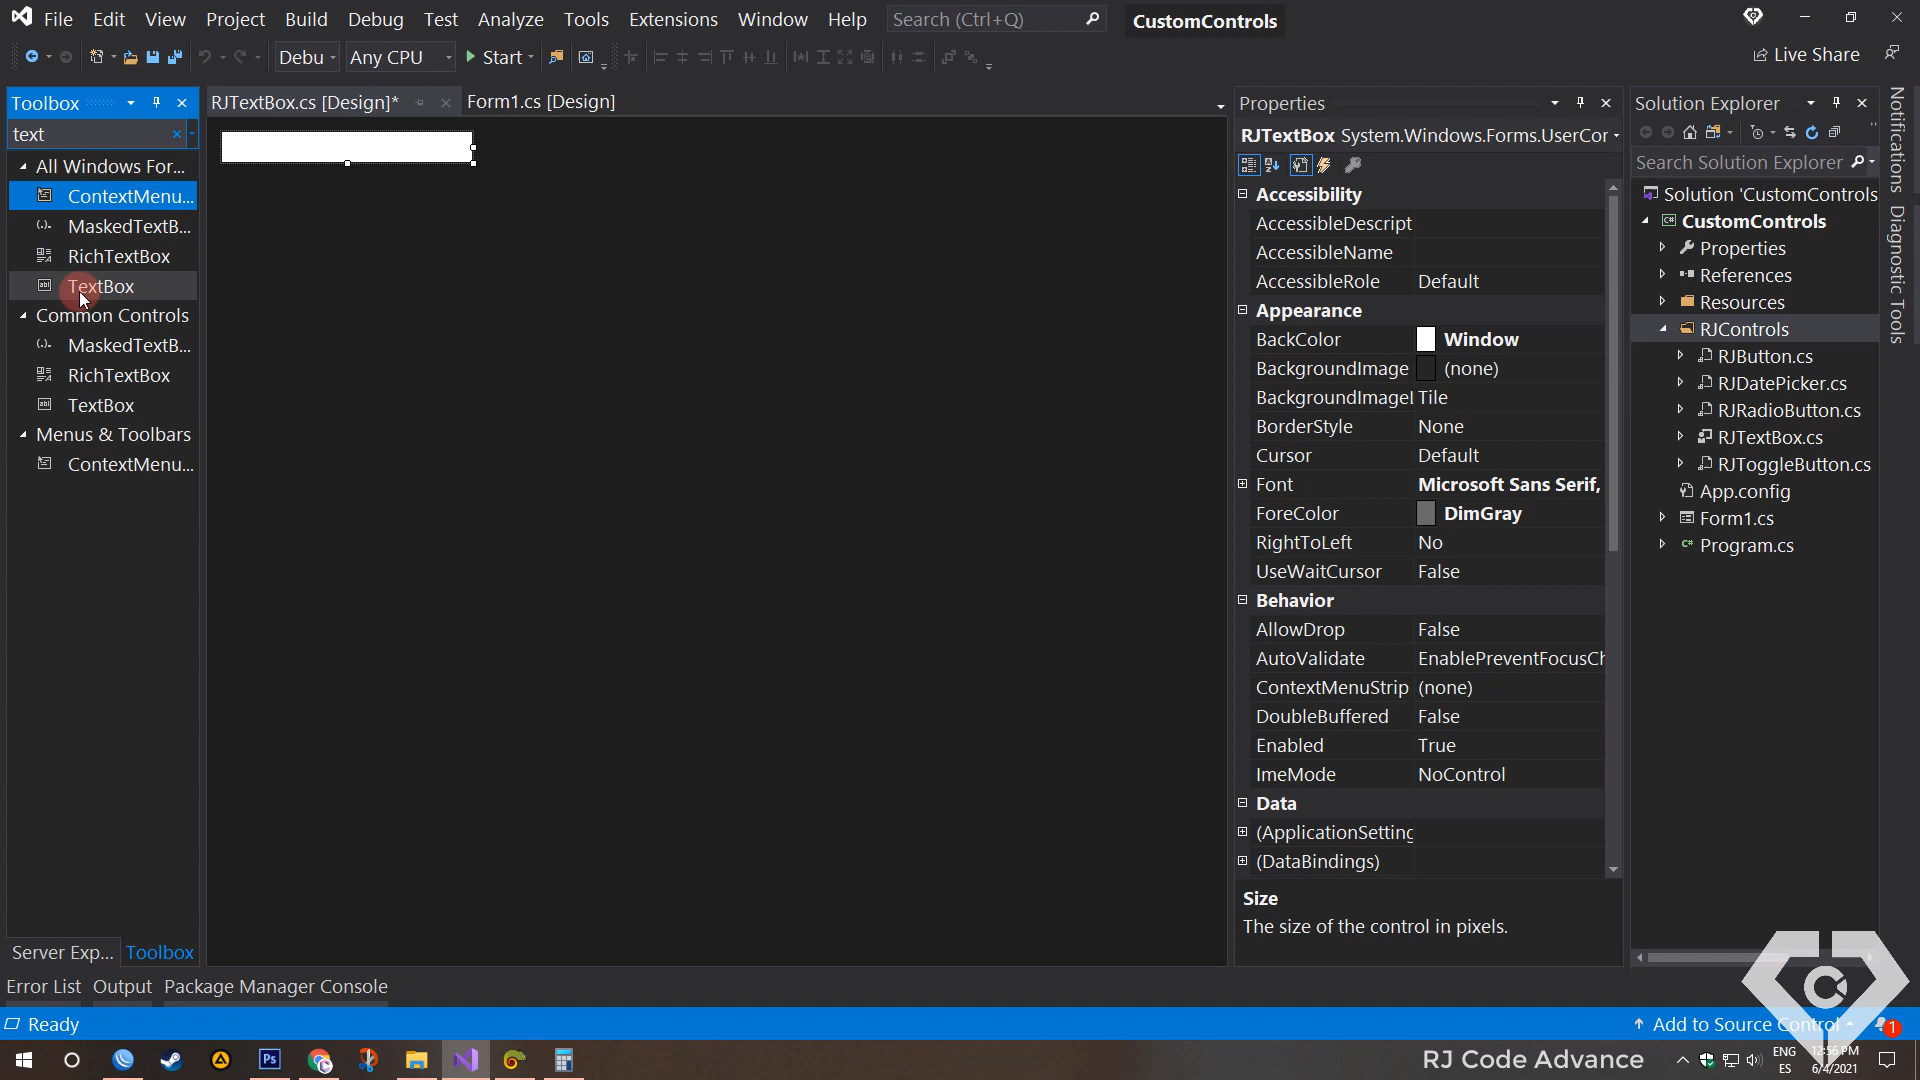 File Edit View Project Build Debug Test Analyze Tools Extensions Window Help Search (Ctrl+Q) CustomControls
Debu Any CPU Start Live Share
Toolbox
text
All Windows For...
ContextMenu...
MaskedTextB...
RichTextBox
TextBox
Common Controls
MaskedTextB...
RichTextBox
TextBox
Menus & Toolbars
ContextMenu...
Server Exp... Toolbox
RJTextBox.cs [Design]* Form1.cs [Design]
Properties
RJTextBox System.Windows.Forms.UserCor
Accessibility
AccessibleDescript
AccessibleName
AccessibleRole Default
Appearance
BackColor Window
BackgroundImage (none)
BackgroundImagel Tile
BorderStyle None
Cursor Default
Font Microsoft Sans Serif,
ForeColor DimGray
RightToLeft No
UseWaitCursor False
Behavior
AllowDrop False
AutoValidate EnablePreventFocusCh
ContextMenuStrip (none)
DoubleBuffered False
Enabled True
ImeMode NoControl
Data
(ApplicationSetting
(DataBindings)
Size
The size of the control in pixels.
Solution Explorer
Search Solution Explorer
Solution 'CustomControls
CustomControls
Properties
References
Resources
RJControls
RJButton.cs
RJDatePicker.cs
RJRadioButton.cs
RJTextBox.cs
RJToggleButton.cs
App.config
Form1.cs
Program.cs
Notifications
Diagnostic Tools
Error List Output Package Manager Console
Ready Add to Source Control 1
Ps RJ Code Advance ENG
ES 6/4/2021